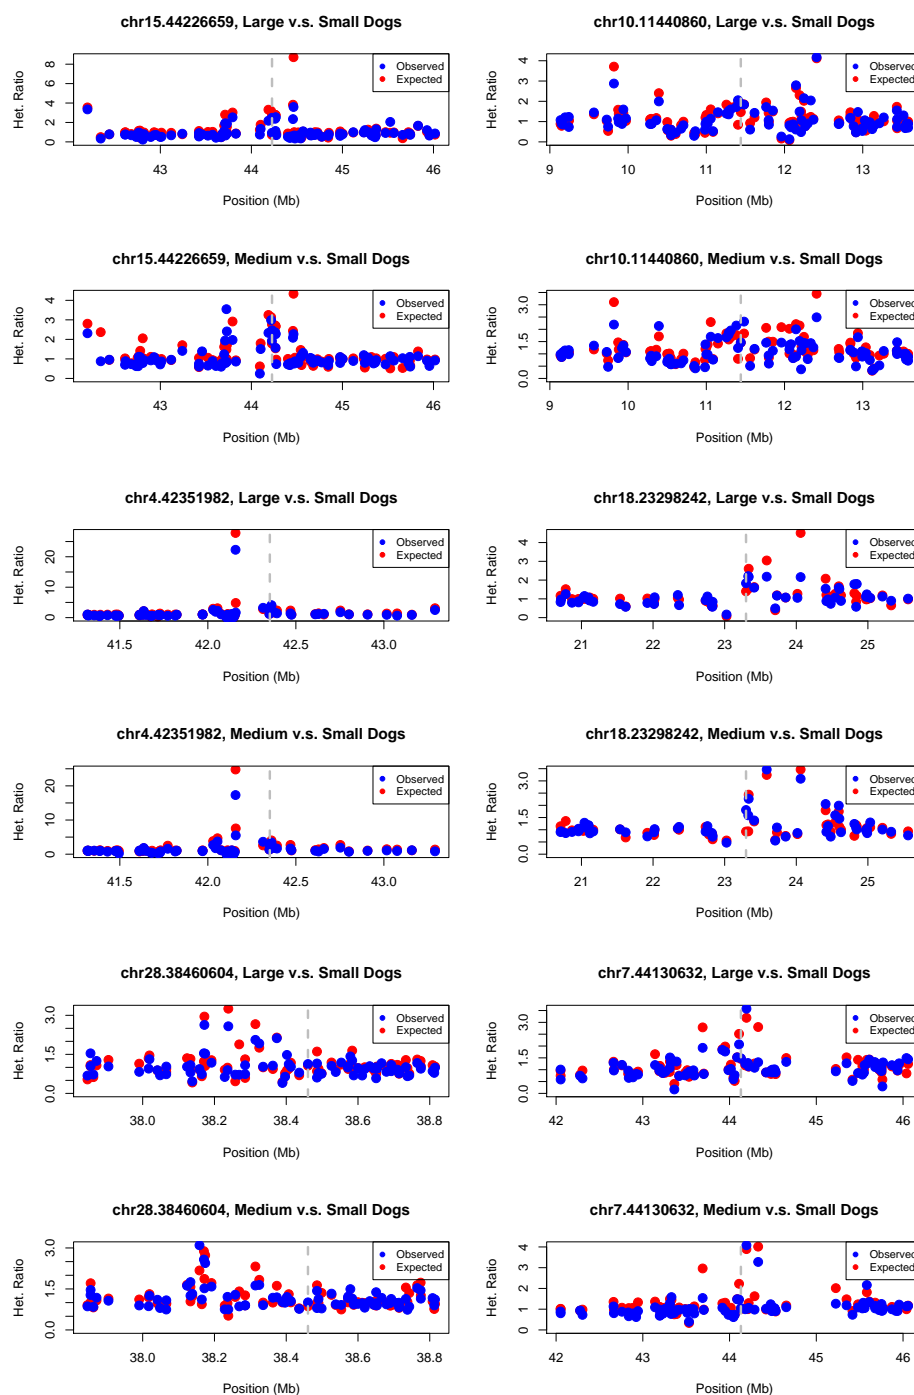 chr15.44226659, Large v.s. Small Dogs
Het. Ratio
0 2 4 6 8
Observed
Expected
43 44 45 46
Position (Mb)
chr10.11440860, Large v.s. Small Dogs
Het. Ratio
0 1 2 3 4
Observed
Expected
9 10 11 12 13
Position (Mb)
chr15.44226659, Medium v.s. Small Dogs
Het. Ratio
0 1 2 3 4
Observed
Expected
43 44 45 46
Position (Mb)
chr10.11440860, Medium v.s. Small Dogs
Het. Ratio
0.0 1.5 3.0
Observed
Expected
9 10 11 12 13
Position (Mb)
chr4.42351982, Large v.s. Small Dogs
Het. Ratio
0 10 20
Observed
Expected
41.5 42.0 42.5 43.0
Position (Mb)
chr18.23298242, Large v.s. Small Dogs
Het. Ratio
0 1 2 3 4
Observed
Expected
21 22 23 24 25
Position (Mb)
chr4.42351982, Medium v.s. Small Dogs
Het. Ratio
0 10 20
Observed
Expected
41.5 42.0 42.5 43.0
Position (Mb)
chr18.23298242, Medium v.s. Small Dogs
Het. Ratio
0.0 1.5 3.0
Observed
Expected
21 22 23 24 25
Position (Mb)
chr28.38460604, Large v.s. Small Dogs
Het. Ratio
0.0 1.5 3.0
Observed
Expected
38.0 38.2 38.4 38.6 38.8
Position (Mb)
chr7.44130632, Large v.s. Small Dogs
Het. Ratio
0.0 1.5 3.0
Observed
Expected
42 43 44 45 46
Position (Mb)
chr28.38460604, Medium v.s. Small Dogs
Het. Ratio
0.0 1.5 3.0
Observed
Expected
38.0 38.2 38.4 38.6 38.8
Position (Mb)
chr7.44130632, Medium v.s. Small Dogs
Het. Ratio
0 1 2 3 4
Observed
Expected
42 43 44 45 46
Position (Mb)